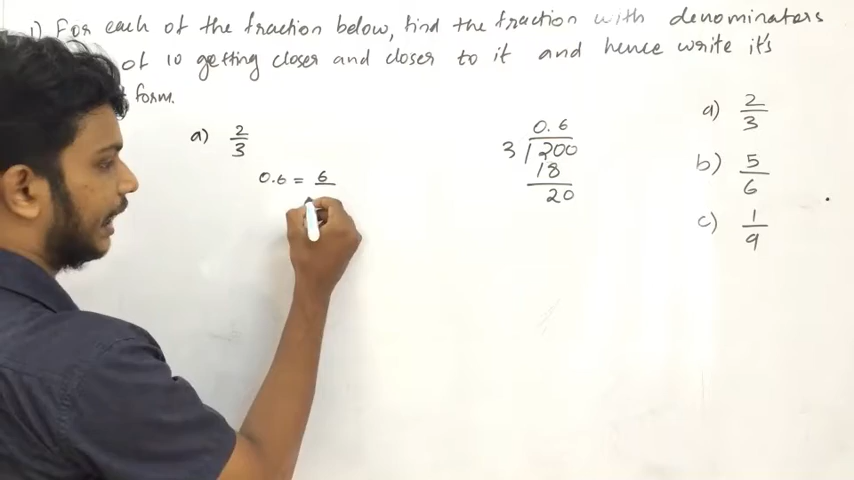 1) For each of the fraction below, find the fraction with denominators
of 10 getting closer and closer to it and hence write it's
form.
a) 2/3
0.6 = 6
0.6
3 | 200
18
20
a) 2/3
b) 5/6
c) 1/9